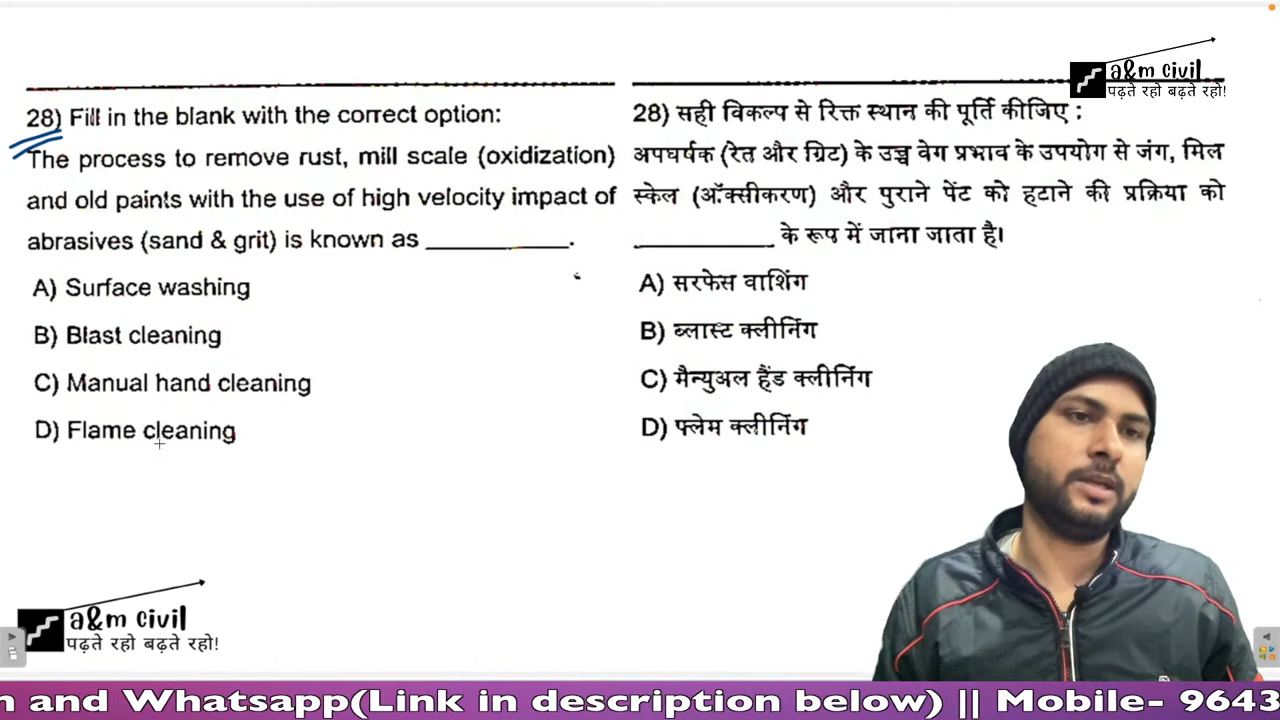 a&m civil
पढ़ते रहो बढ़ते रहो!
28) Fill in the blank with the correct option:
The process to remove rust, mill scale (oxidization)
and old paints with the use of high velocity impact of
abrasives (sand & grit) is known as __________.
A) Surface washing
B) Blast cleaning
C) Manual hand cleaning
D) Flame cleaning
28) सही विकल्प से रिक्त स्थान की पूर्ति कीजिए :
अपघर्षक (रेत और ग्रिट) के उच्च वेग प्रभाव के उपयोग से जंग, मिल
स्केल (ऑक्सीकरण) और पुराने पेंट को हटाने की प्रक्रिया को
__________ के रूप में जाना जाता है।
A) सरफेस वाशिंग
B) ब्लास्ट क्लीनिंग
C) मैन्युअल हैंड क्लीनिंग
D) फ्लेम क्लीनिंग
a&m civil
पढ़ते रहो बढ़ते रहो!
and Whatsapp(Link in description below) || Mobile- 9643